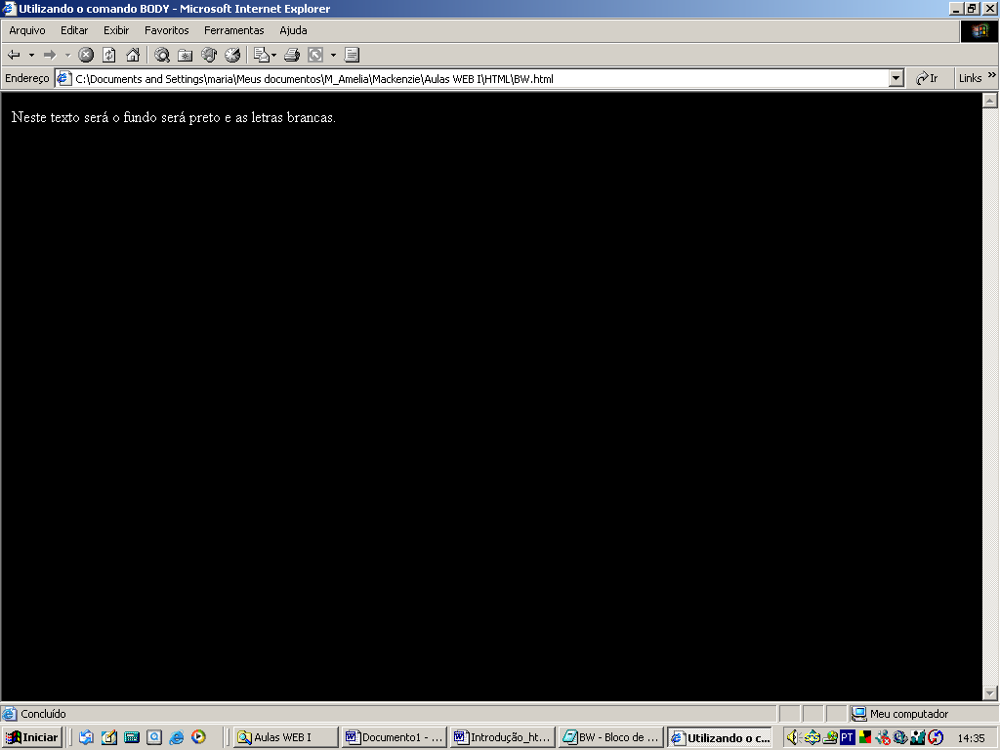 Utilizando o comando BODY - Microsoft Internet Explorer
Arquivo Editar Exibir Favoritos Ferramentas Ajuda
Endereço C:\Documents and Settings\maria\Meus documentos\M_Amelia\Mackenzie\Aulas WEB I\HTML\BW.html Ir Links »
Neste texto será o fundo será preto e as letras brancas.
Concluído Meu computador
Iniciar Aulas WEB I Documento1 - ... Introdução_ht... BW - Bloco de ... Utilizando o c... PT 14:35